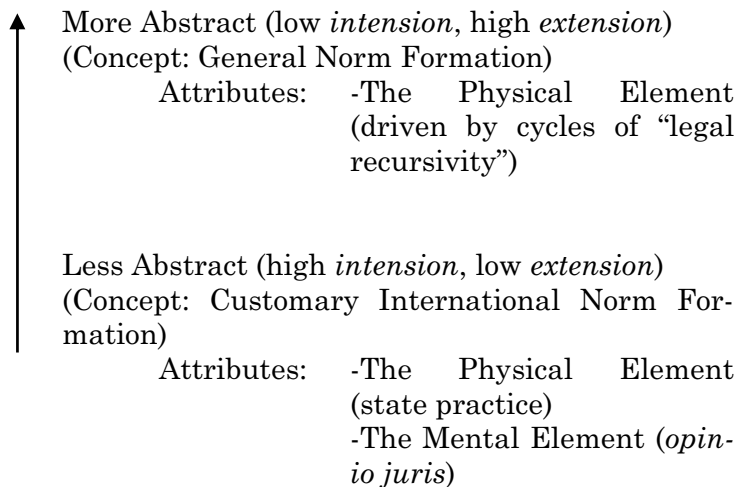 More Abstract (low intension, high extension)
(Concept: General Norm Formation)
Attributes: -The Physical Element
(driven by cycles of “legal
recursivity”)
Less Abstract (high intension, low extension)
(Concept: Customary International Norm For-
mation)
Attributes: -The Physical Element
(state practice)
-The Mental Element (opin-
io juris)